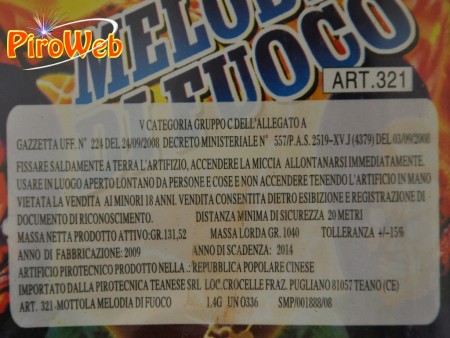 PiroWeb
MELODIA
DI FUOCO
ART.321
V CATEGORIA GRUPPO C DELL'ALLEGATO A
GAZZETTA UFF. N° 224 DEL 24/09/2008 DECRETO MINISTERIALE N° 557/P.A.S. 2519-XV.J (4379) DEL 03/09/2008
FISSARE SALDAMENTE A TERRA L'ARTIFIZIO, ACCENDERE LA MICCIA ALLONTANARSI IMMEDIATAMENTE.
USARE IN LUOGO APERTO LONTANO DA PERSONE E COSE E NON ACCENDERE TENENDO L'ARTIFICIO IN MANO
VIETATA LA VENDITA AI MINORI 18 ANNI. VENDITA CONSENTITA DIETRO ESIBIZIONE E REGISTRAZIONE DI
DOCUMENTO DI RICONOSCIMENTO. DISTANZA MINIMA DI SICUREZZA 20 METRI
MASSA NETTA PRODOTTO ATTIVO:GR.131,52 MASSA LORDA GR. 1040 TOLLERANZA +/-15%
ANNO DI FABBRICAZIONE: 2009 ANNO DI SCADENZA: 2014
ARTIFICIO PIROTECNICO PRODOTTO NELLA .: REPUBBLICA POPOLARE CINESE
IMPORTATO DALLA PIROTECNICA TEANESE SRL LOC.CROCELLE FRAZ. PUGLIANO 81057 TEANO (CE)
ART. 321-MOTTOLA MELODIA DI FUOCO 1.4G UN 0336 SMP/001888/08